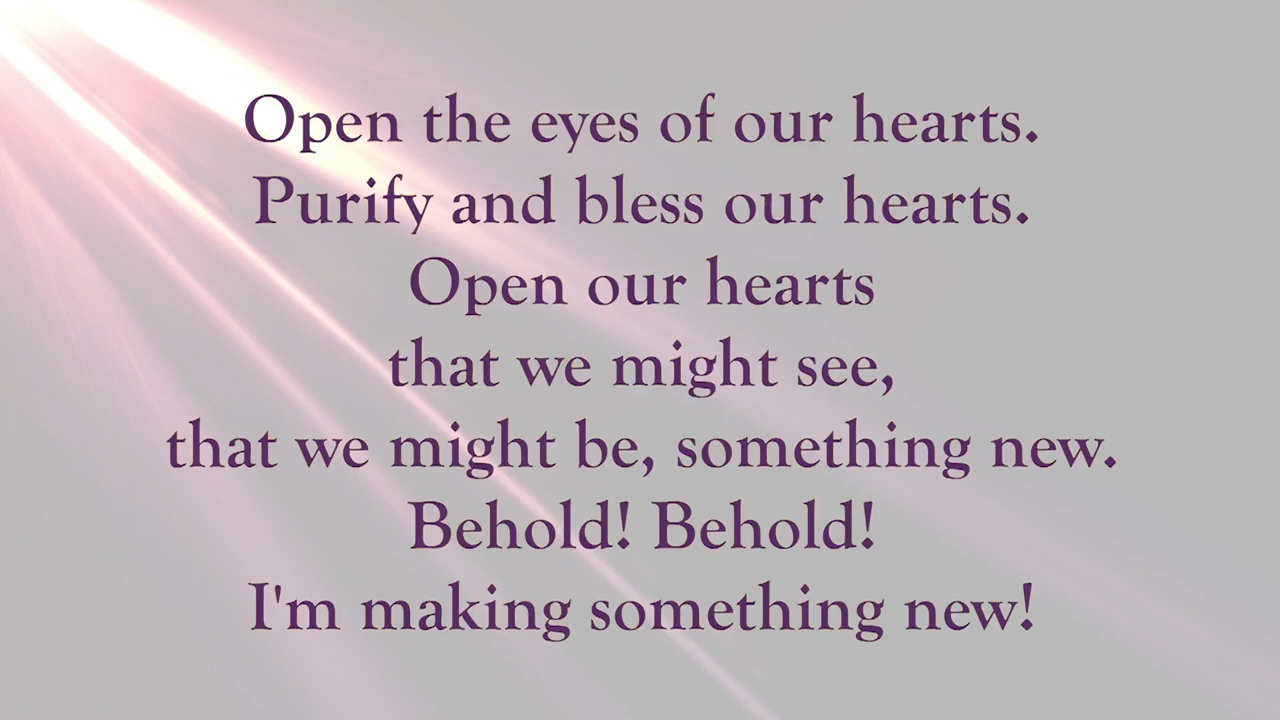 Open the eyes of our hearts.
Purify and bless our hearts.
Open our hearts
that we might see,
that we might be, something new.
Behold! Behold!
I'm making something new!